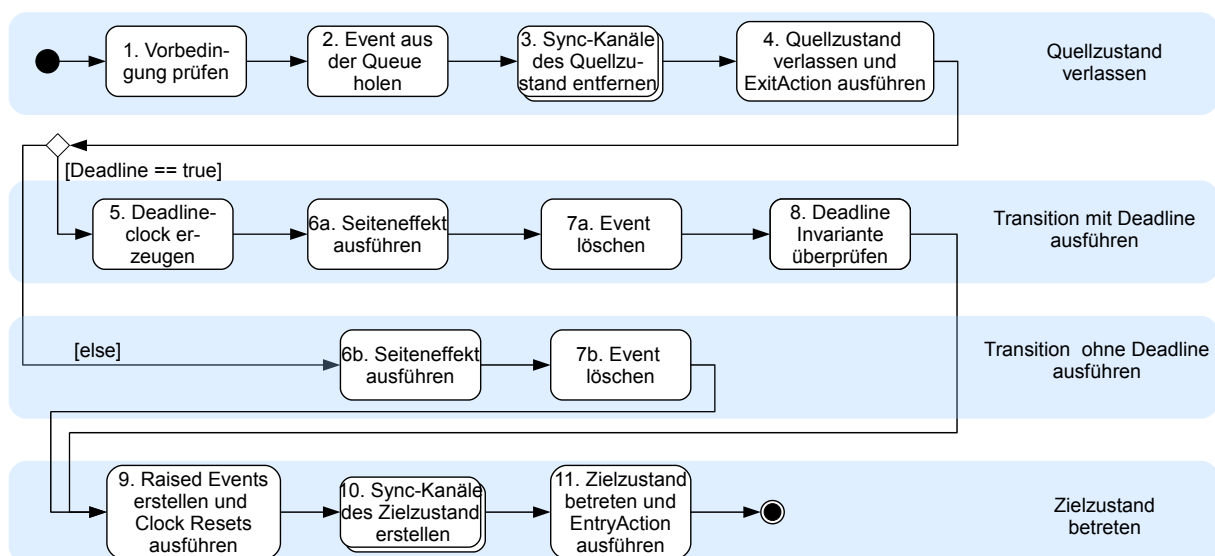 1. Vorbedin-
gung prüfen
2. Event aus
der Queue
holen
3. Sync-Kanäle
des Quellzu-
stand entfernen
4. Quellzustand
verlassen und
ExitAction ausführen
Quellzustand
verlassen
[Deadline == true]
5. Deadline-
clock er-
zeugen
6a. Seiteneffekt
ausführen
7a. Event
löschen
8. Deadline
Invariante
überprüfen
Transition mit Deadline
ausführen
[else]
6b. Seiteneffekt
ausführen
7b. Event
löschen
Transition ohne Deadline
ausführen
9. Raised Events
erstellen und
Clock Resets
ausführen
10. Sync-Kanäle
des Zielzustand
erstellen
11. Zielzustand
betreten und
EntryAction
ausführen
Zielzustand
betreten